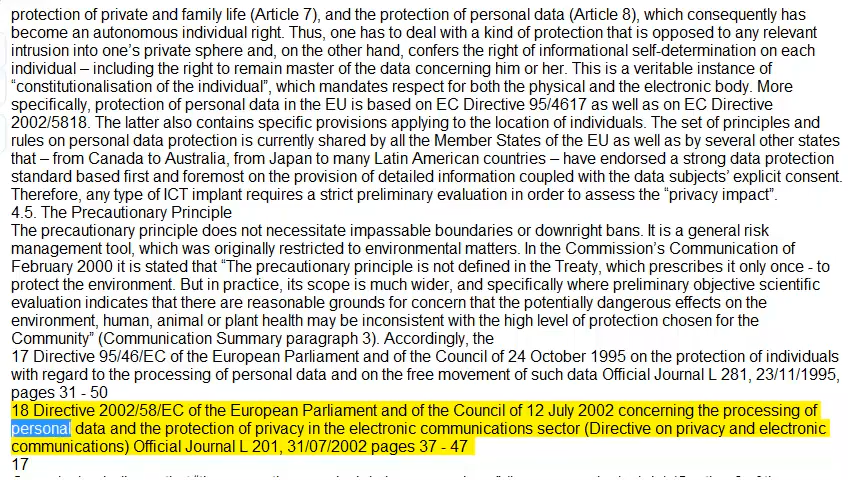 protection of private and family life (Article 7), and the protection of personal data (Article 8), which consequently has
become an autonomous individual right. Thus, one has to deal with a kind of protection that is opposed to any relevant
intrusion into one's private sphere and, on the other hand, confers the right of informational self-determination on each
individual – including the right to remain master of the data concerning him or her. This is a veritable instance of
“constitutionalisation of the individual”, which mandates respect for both the physical and the electronic body. More
specifically, protection of personal data in the EU is based on EC Directive 95/4617 as well as on EC Directive
2002/5818. The latter also contains specific provisions applying to the location of individuals. The set of principles and
rules on personal data protection is currently shared by all the Member States of the EU as well as by several other states
that – from Canada to Australia, from Japan to many Latin American countries – have endorsed a strong data protection
standard based first and foremost on the provision of detailed information coupled with the data subjects' explicit consent.
Therefore, any type of ICT implant requires a strict preliminary evaluation in order to assess the “privacy impact”.
4.5. The Precautionary Principle
The precautionary principle does not necessitate impassable boundaries or downright bans. It is a general risk
management tool, which was originally restricted to environmental matters. In the Commission's Communication of
February 2000 it is stated that “The precautionary principle is not defined in the Treaty, which prescribes it only once - to
protect the environment. But in practice, its scope is much wider, and specifically where preliminary objective scientific
evaluation indicates that there are reasonable grounds for concern that the potentially dangerous effects on the
environment, human, animal or plant health may be inconsistent with the high level of protection chosen for the
Community” (Communication Summary paragraph 3). Accordingly, the
17 Directive 95/46/EC of the European Parliament and of the Council of 24 October 1995 on the protection of individuals
with regard to the processing of personal data and on the free movement of such data Official Journal L 281, 23/11/1995,
pages 31 - 50
18 Directive 2002/58/EC of the European Parliament and of the Council of 12 July 2002 concerning the processing of
personal data and the protection of privacy in the electronic communications sector (Directive on privacy and electronic
communications) Official Journal L 201, 31/07/2002 pages 37 - 47
17